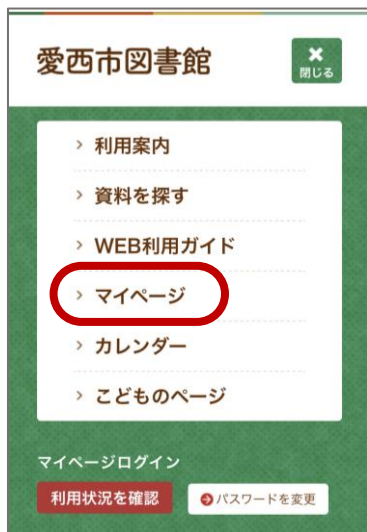 愛西市図書館
閉じる
利用案内
資料を探す
WEB利用ガイド
マイページ
カレンダー
こどものページ
マイページログイン
利用状況を確認
パスワードを変更